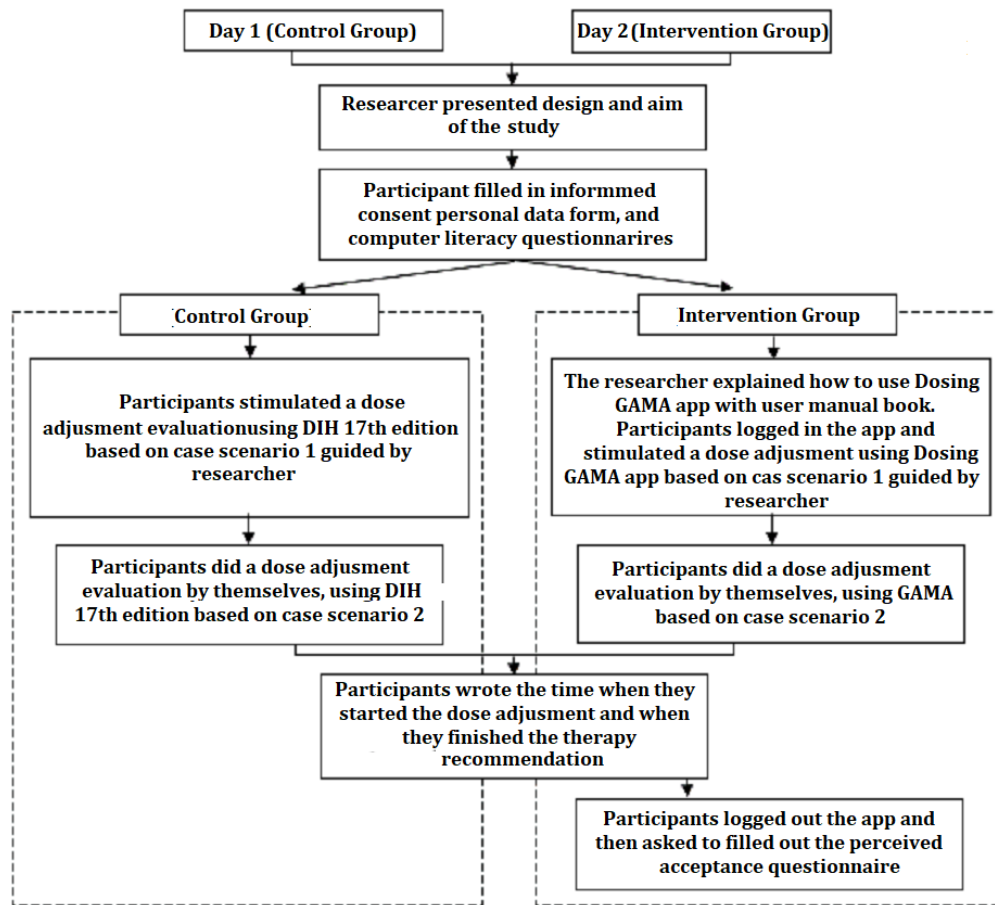 Day 1 (Control Group)
Day 2 (Intervention Group)
Researcer presented design and aim
of the study
Participant filled in informmed
consent personal data form, and
computer literacy questionnarires
Control Group
Intervention Group
Participants stimulated a dose
adjusment evaluationusing DIH 17th edition
based on case scenario 1 guided by
researcher
The researcher explained how to use Dosing
GAMA app with user manual book.
Participants logged in the app and
stimulated a dose adjusment using Dosing
GAMA app based on cas scenario 1 guided by
researcher
Participants did a dose adjusment
evaluation by themselves, using DIH
17th edition based on case scenario 2
Participants did a dose adjusment
evaluation by themselves, using GAMA
based on case scenario 2
Participants wrote the time when they
started the dose adjusment and when
they finished the therapy
recommendation
Participants logged out the app and
then asked to filled out the perceived
acceptance questionnaire